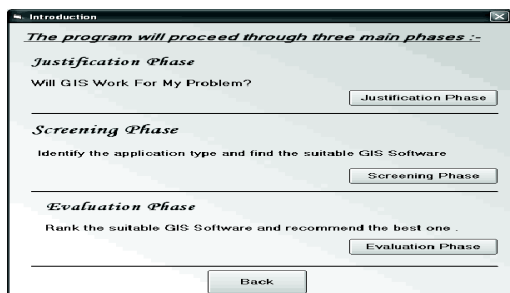 Introduction
The program will proceed through three main phases :-
Justification Phase
Will GIS Work For My Problem?
Justification Phase
Screening Phase
Identify the application type and find the suitable GIS Software
Screening Phase
Evaluation Phase
Rank the suitable GIS Software and recommend the best one .
Evaluation Phase
Back